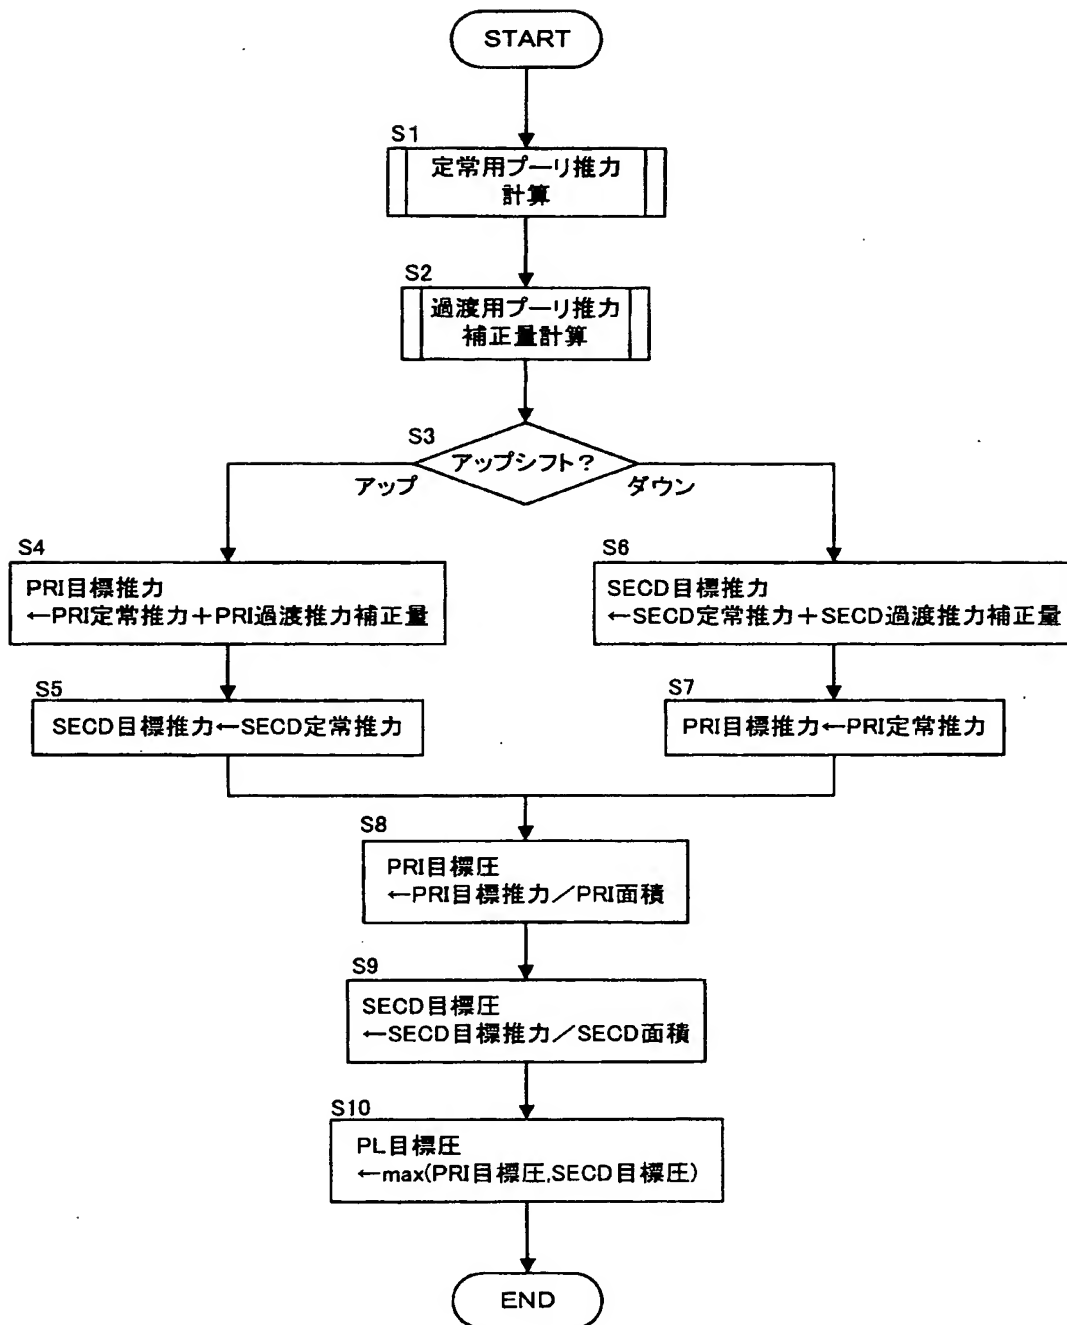 START
S1
定常用プーリ推力
計算
S2
過渡用プーリ推力
補正量計算
S3
アップシフト？
アップ
ダウン
S4
PRI目標推力
←PRI定常推力＋PRI過渡推力補正量
S6
SECD目標推力
←SECD定常推力＋SECD過渡推力補正量
S5
SECD目標推力←SECD定常推力
S7
PRI目標推力←PRI定常推力
S8
PRI目標圧
←PRI目標推力／PRI面積
S9
SECD目標圧
←SECD目標推力／SECD面積
S10
PL目標圧
←max(PRI目標圧,SECD目標圧)
END